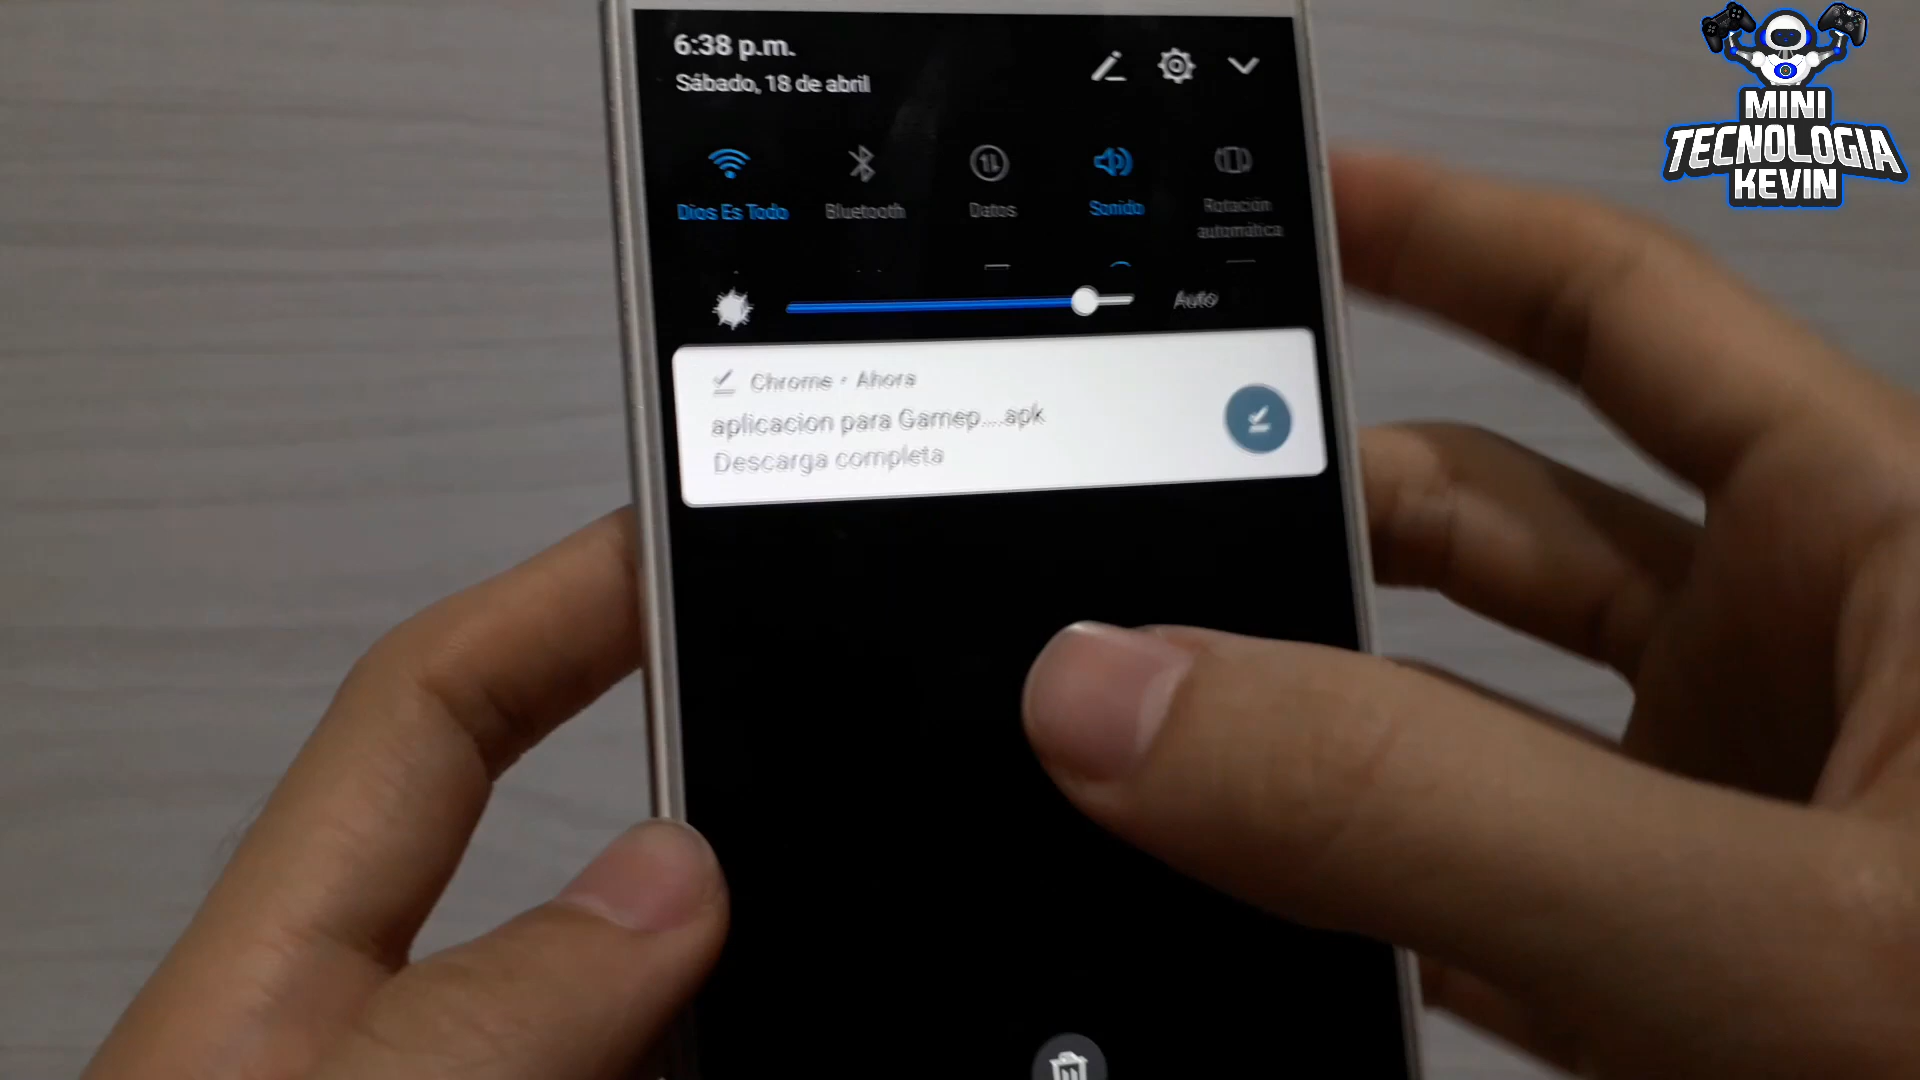 6:38 p.m.
Sábado, 18 de abril
Dios Es Todo
Bluetooth
Datos
Sonido
Rotación
automática
Auto
Chrome • Ahora
aplicacion para Gamep....apk
Descarga completa
MINI
TECNOLOGIA
KEVIN